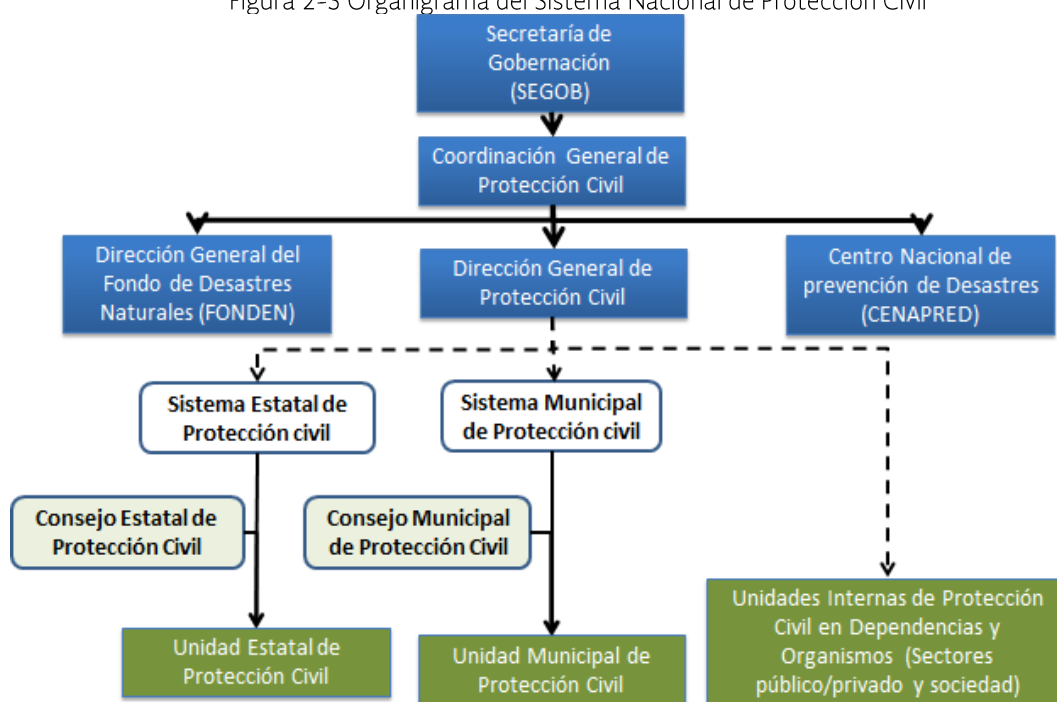 Figura 2-3 Organigrama del Sistema Nacional de Protección Civil
Secretaría de
Gobernación
(SEGOB)
Coordinación General de
Protección Civil
Dirección General del
Fondo de Desastres
Naturales (FONDEN)
Dirección General de
Protección Civil
Centro Nacional de
prevención de Desastres
(CENAPRED)
Sistema Estatal de
Protección civil
Sistema Municipal
de Protección civil
Consejo Estatal de
Protección Civil
Consejo Municipal
de Protección Civil
Unidad Estatal de
Protección Civil
Unidad Municipal de
Protección Civil
Unidades Internas de Protección
Civil en Dependencias y
Organismos (Sectores
público/privado y sociedad)